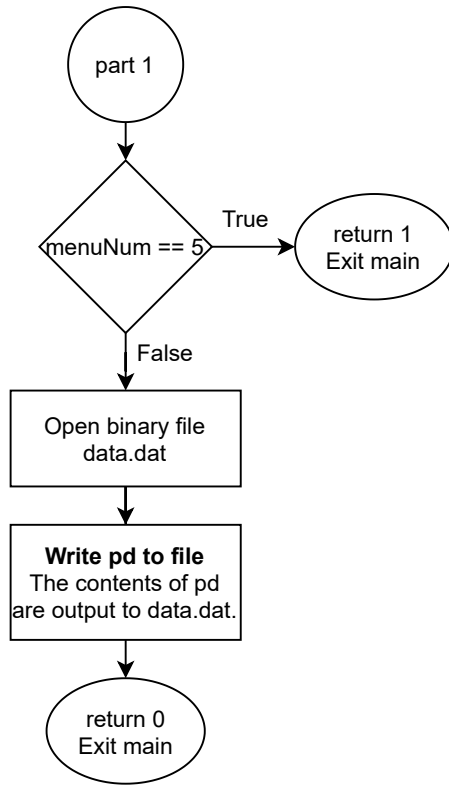 part 1
menuNum == 5
True
return 1
Exit main
False
Open binary file
data.dat
Write pd to file
The contents of pd
are output to data.dat.
return 0
Exit main